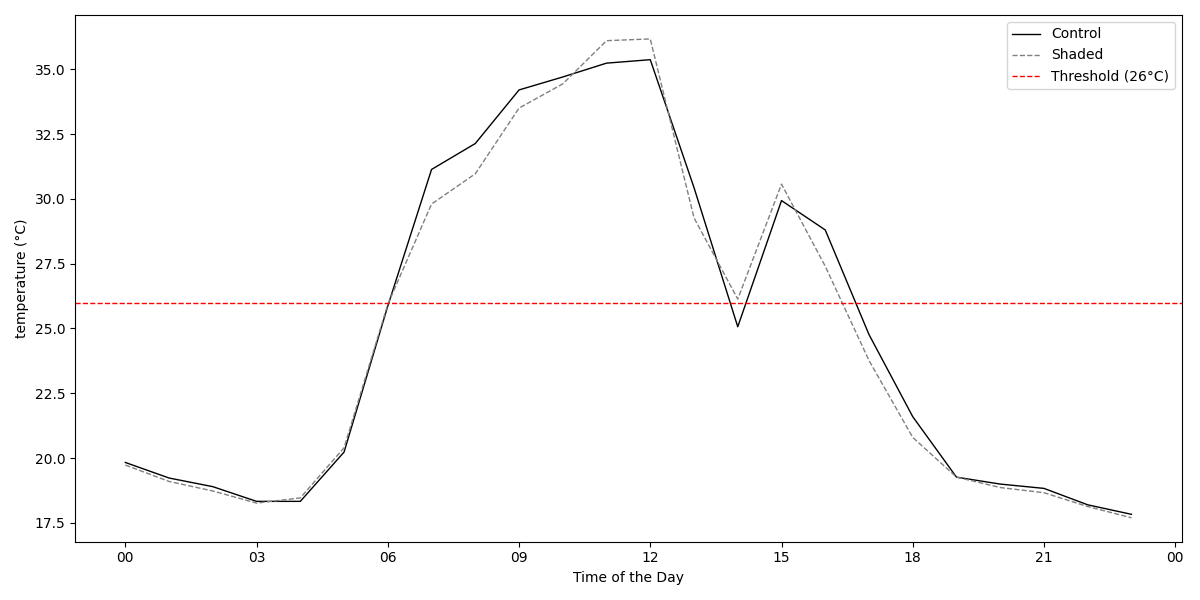 Control
Shaded
Threshold (26°C)
35.0
32.5
30.0
27.5
25.0
22.5
20.0
17.5
temperature (°C)
00 03 06 09 12 15 18 21 00
Time of the Day